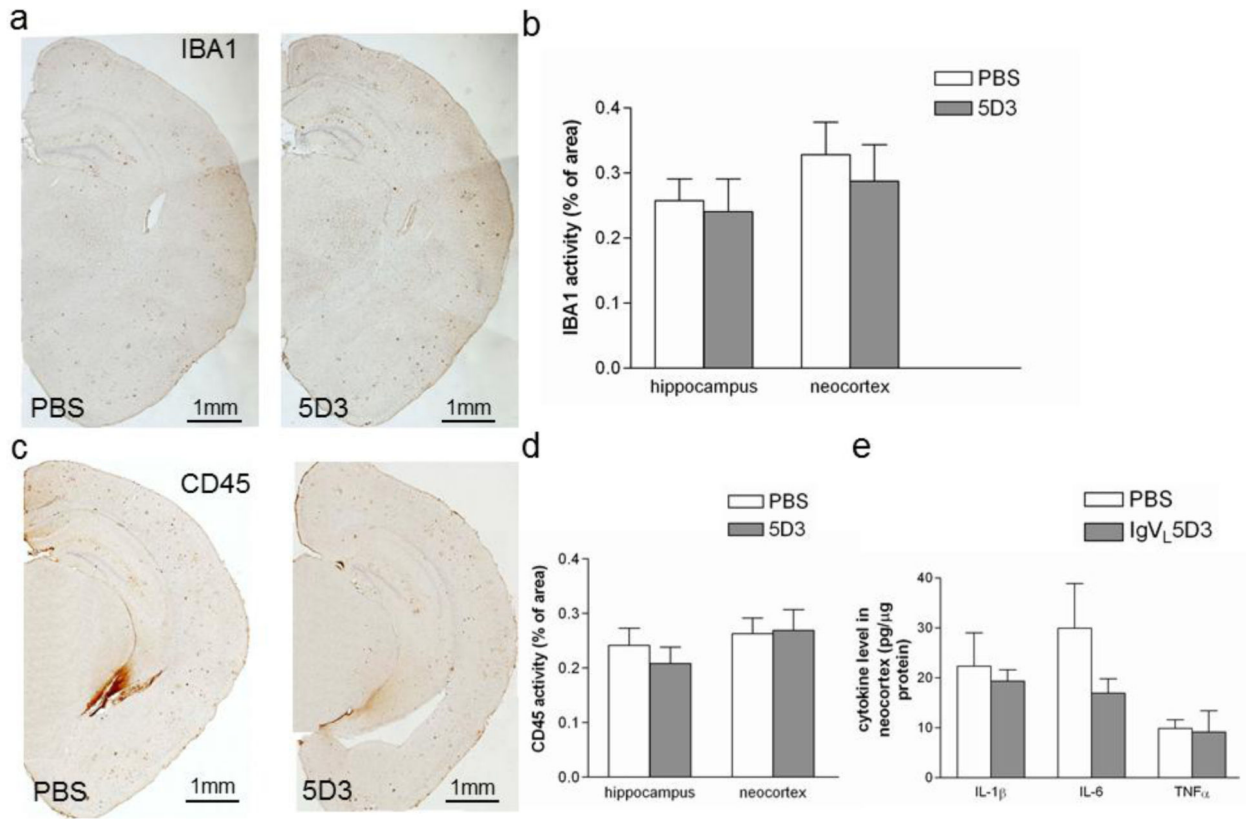 a
IBA1
PBS
1mm
5D3
1mm
b
PBS
5D3
IBA1 activity (% of area)
0.4
0.3
0.2
0.1
0.0
hippocampus
neocortex
c
CD45
PBS
1mm
5D3
1mm
d
PBS
5D3
CD45 activity (% of area)
0.4
0.3
0.2
0.1
0.0
hippocampus
neocortex
e
PBS
IgVL5D3
cytokine level in
neocortex (pg/µg
protein)
40
30
20
10
0
IL-1β
IL-6
TNFα